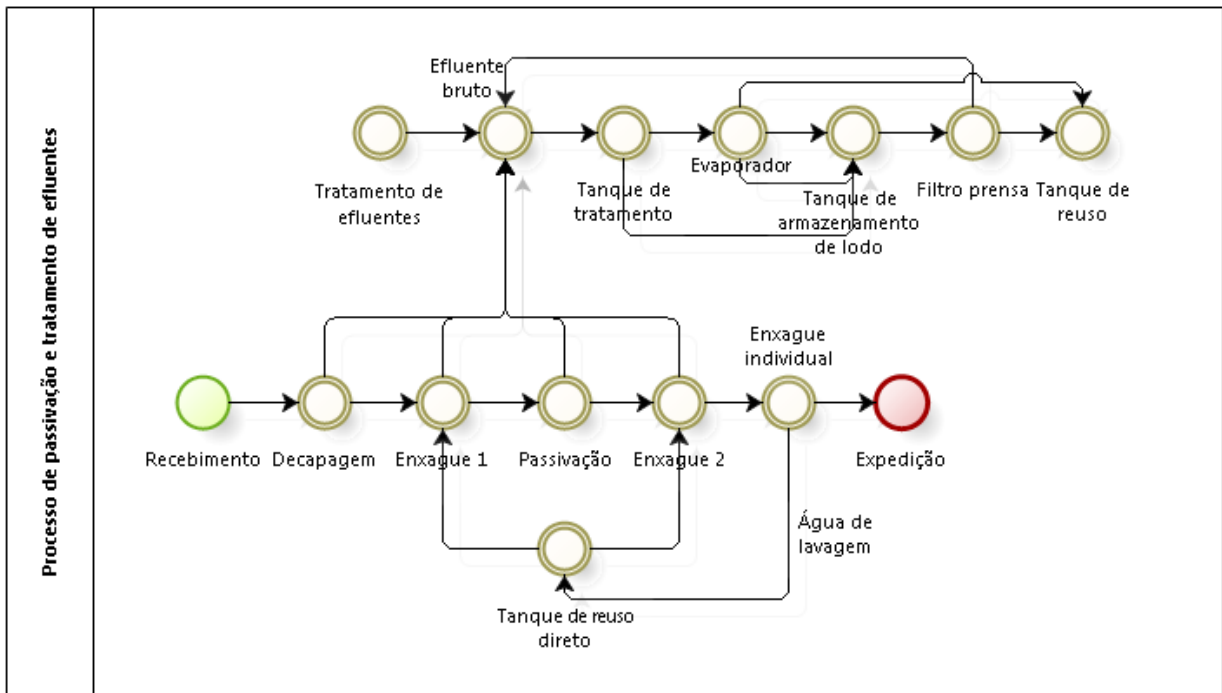 Processo de passivação e tratamento de efluentes
Efluente
bruto
Tratamento de
efluentes
Tanque de
tratamento
Evaporador
Tanque de
armazenamento
de lodo
Filtro prensa
Tanque de
reuso
Enxague
individual
Recebimento
Decapagem
Enxague 1
Passivação
Enxague 2
Expedição
Água de
lavagem
Tanque de reuso
direto